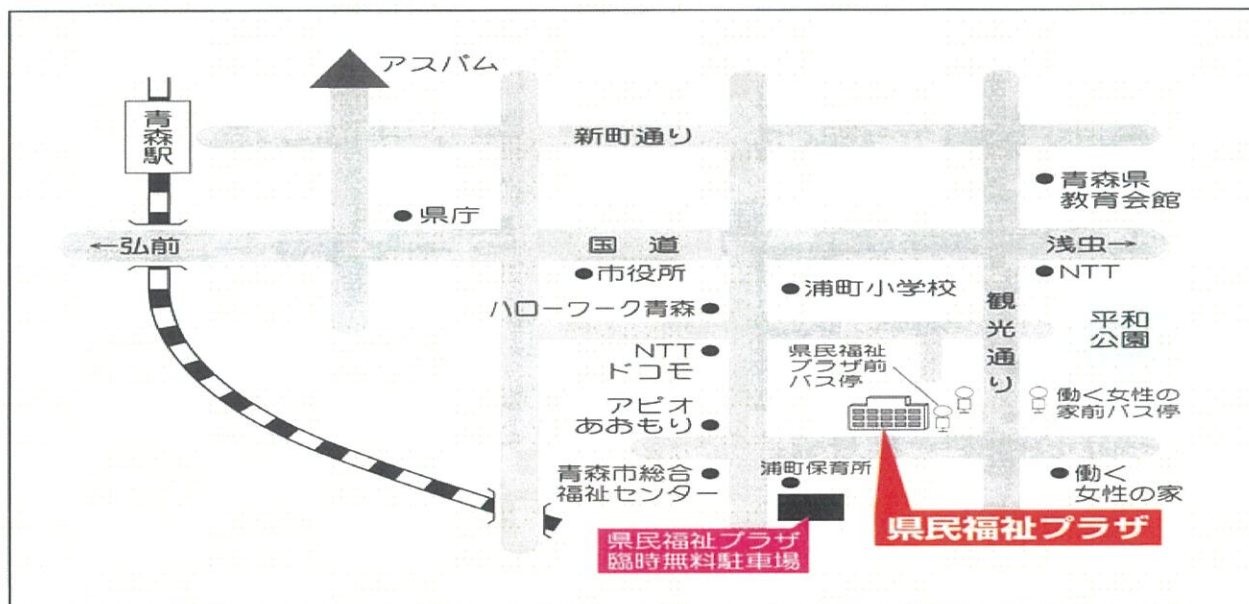 アスパム
青森駅
新町通り
青森県
教育会館
県庁
←弘前
国 道
浅虫→
市役所
NTT
浦町小学校
ハローワーク青森
観光通り
平和
公園
NTT
ドコモ
県民福祉
プラザ前
バス停
働く女性の
家前バス停
アピオ
あおもり
青森市総合
福祉センター
浦町保育所
働く
女性の家
県民福祉プラザ
県民福祉プラザ
臨時無料駐車場